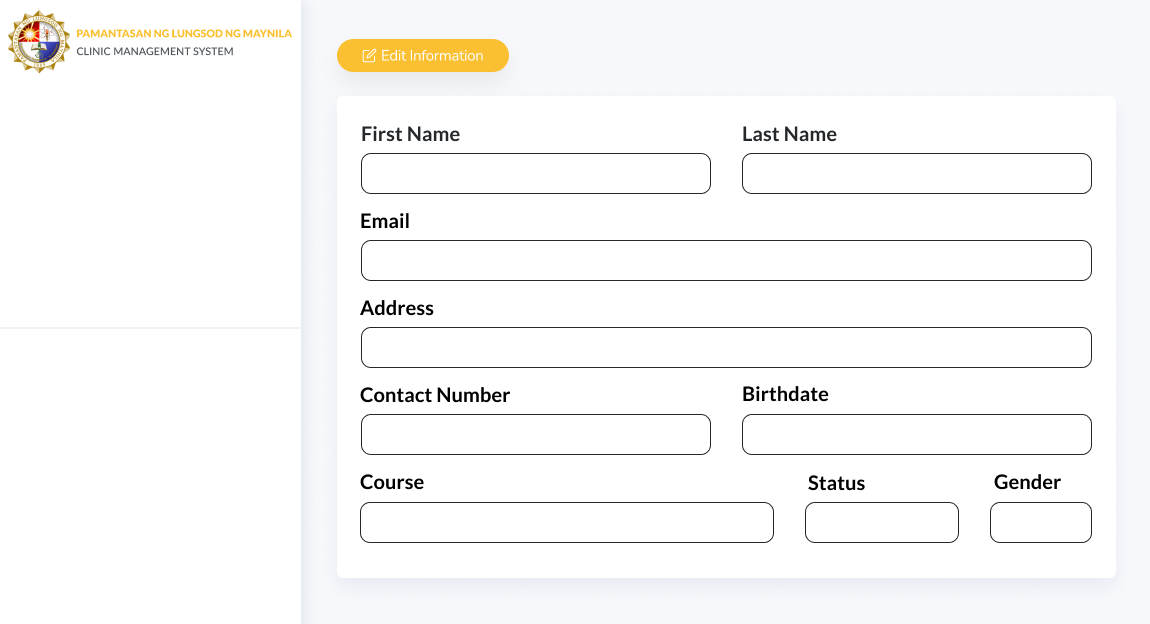 PAMANTASAN NG LUNGSOD NG MAYNILA
CLINIC MANAGEMENT SYSTEM
Edit Information
First Name
Last Name
Email
Address
Contact Number
Birthdate
Course
Status
Gender